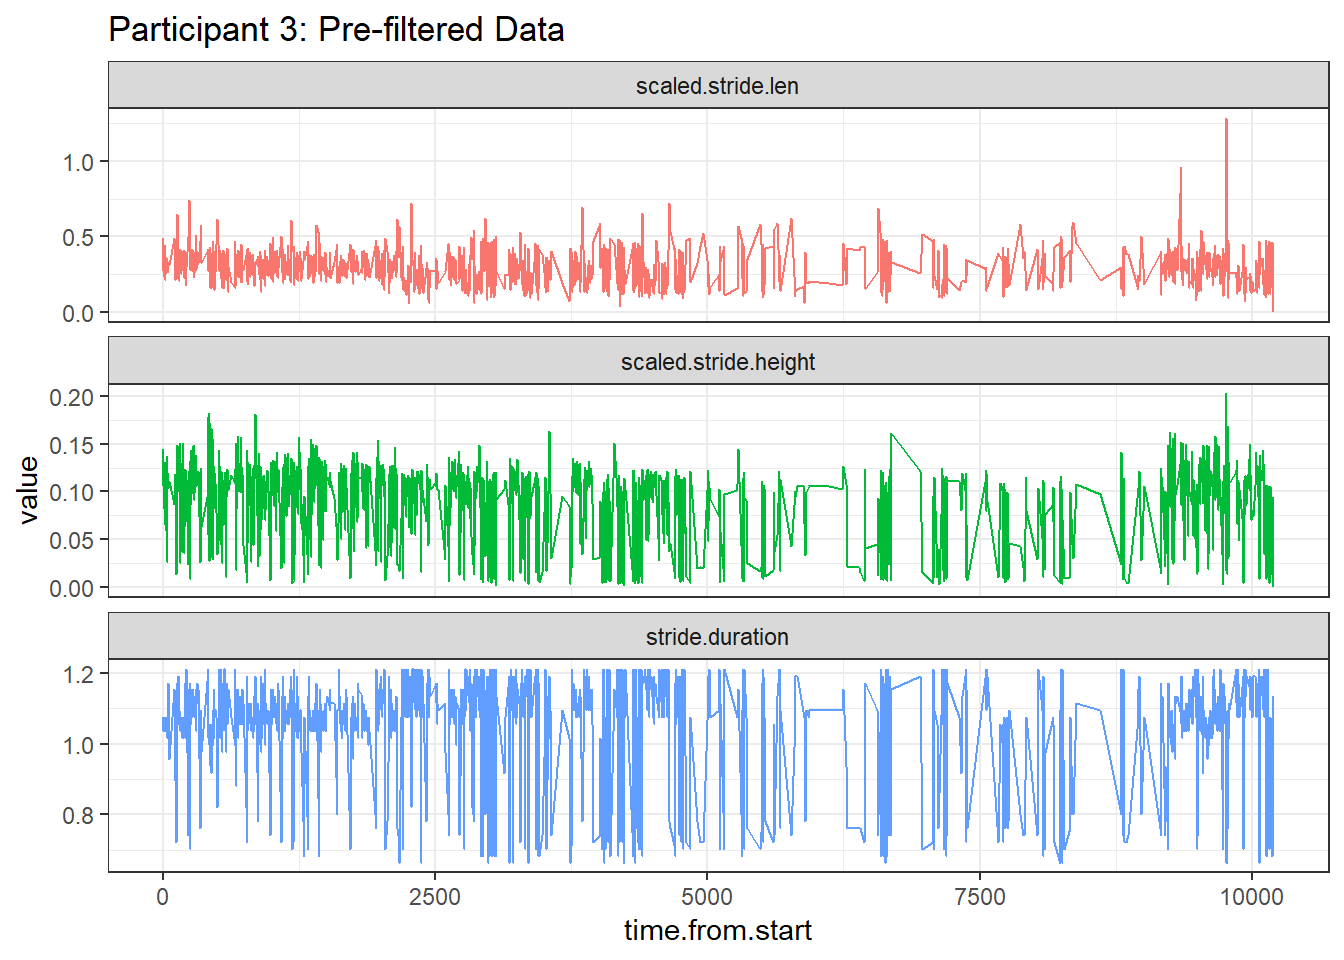 Participant 3: Pre-filtered Data
scaled.stride.len
1.0
0.5
0.0
scaled.stride.height
0.20
0.15
0.10
0.05
0.00
value
stride.duration
1.2
1.0
0.8
0 2500 5000 7500 10000
time.from.start